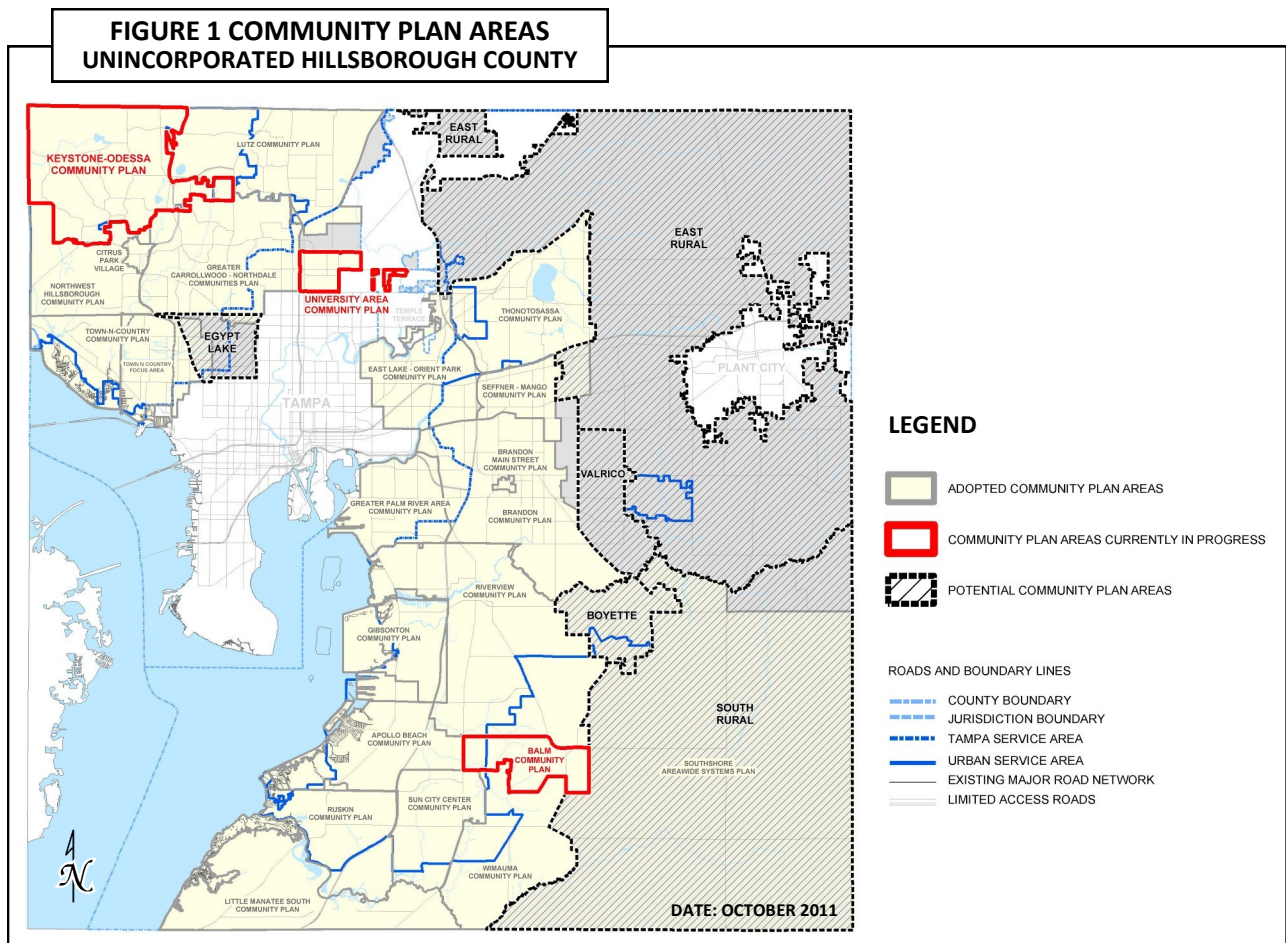 FIGURE 1 COMMUNITY PLAN AREAS
UNINCORPORATED HILLSBOROUGH COUNTY
KEYSTONE-ODESSA
COMMUNITY PLAN
LUTZ COMMUNITY PLAN
EAST
RURAL
EAST
RURAL
CITRUS
PARK
VILLAGE
GREATER
CARROLLWOOD - NORTHDALE
COMMUNITIES PLAN
NORTHWEST
HILLSBOROUGH
COMMUNITY PLAN
UNIVERSITY AREA
COMMUNITY PLAN
TEMPLE
TERRACE
THONOTOSASSA
COMMUNITY PLAN
TOWN-N-COUNTRY
COMMUNITY PLAN
EGYPT
LAKE
TOWN N COUNTRY
FOCUS AREA
EAST LAKE - ORIENT PARK
COMMUNITY PLAN
PLANT CITY
SEFFNER - MANGO
COMMUNITY PLAN
TAMPA
BRANDON
MAIN STREET
COMMUNITY PLAN
VALRICO
GREATER PALM RIVER AREA
COMMUNITY PLAN
BRANDON
COMMUNITY PLAN
RIVERVIEW
COMMUNITY PLAN
BOYETTE
GIBSONTON
COMMUNITY PLAN
SOUTH
RURAL
APOLLO BEACH
COMMUNITY PLAN
BALM
COMMUNITY
PLAN
SOUTHSHORE
AREAWIDE SYSTEMS PLAN
RUSKIN
COMMUNITY PLAN
SUN CITY CENTER
COMMUNITY PLAN
WIMAUMA
COMMUNITY PLAN
LITTLE MANATEE SOUTH
COMMUNITY PLAN
N
DATE: OCTOBER 2011
LEGEND
ADOPTED COMMUNITY PLAN AREAS
COMMUNITY PLAN AREAS CURRENTLY IN PROGRESS
POTENTIAL COMMUNITY PLAN AREAS
ROADS AND BOUNDARY LINES
COUNTY BOUNDARY
JURISDICTION BOUNDARY
TAMPA SERVICE AREA
URBAN SERVICE AREA
EXISTING MAJOR ROAD NETWORK
LIMITED ACCESS ROADS